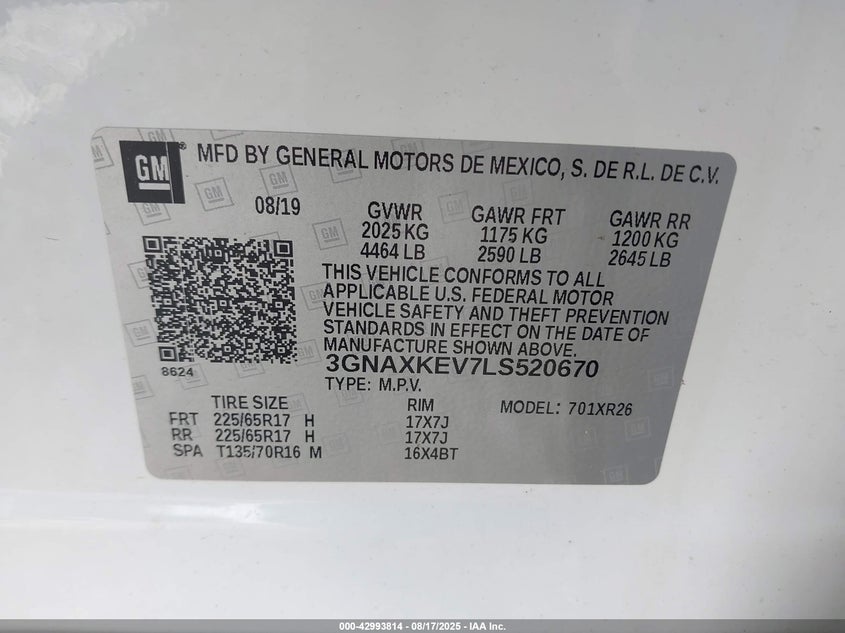 GM ® MFD BY GENERAL MOTORS DE MEXICO, S. DE R.L. DE C.V.
08/19 GVWR GAWR FRT GAWR RR
2025 KG 1175 KG 1200 KG
4464 LB 2590 LB 2645 LB
THIS VEHICLE CONFORMS TO ALL
APPLICABLE U.S. FEDERAL MOTOR
VEHICLE SAFETY AND THEFT PREVENTION
STANDARDS IN EFFECT ON THE DATE OF
MANUFACTURE SHOWN ABOVE.
8624 3GNAXKEV7LS520670
TYPE: M.P.V.
TIRE SIZE RIM MODEL: 701XR26
FRT 225/65R17 H 17X7J
RR 225/65R17 H 17X7J
SPA T135/70R16 M 16X4BT
000-42993814 - 08/17/2025 - IAA Inc.